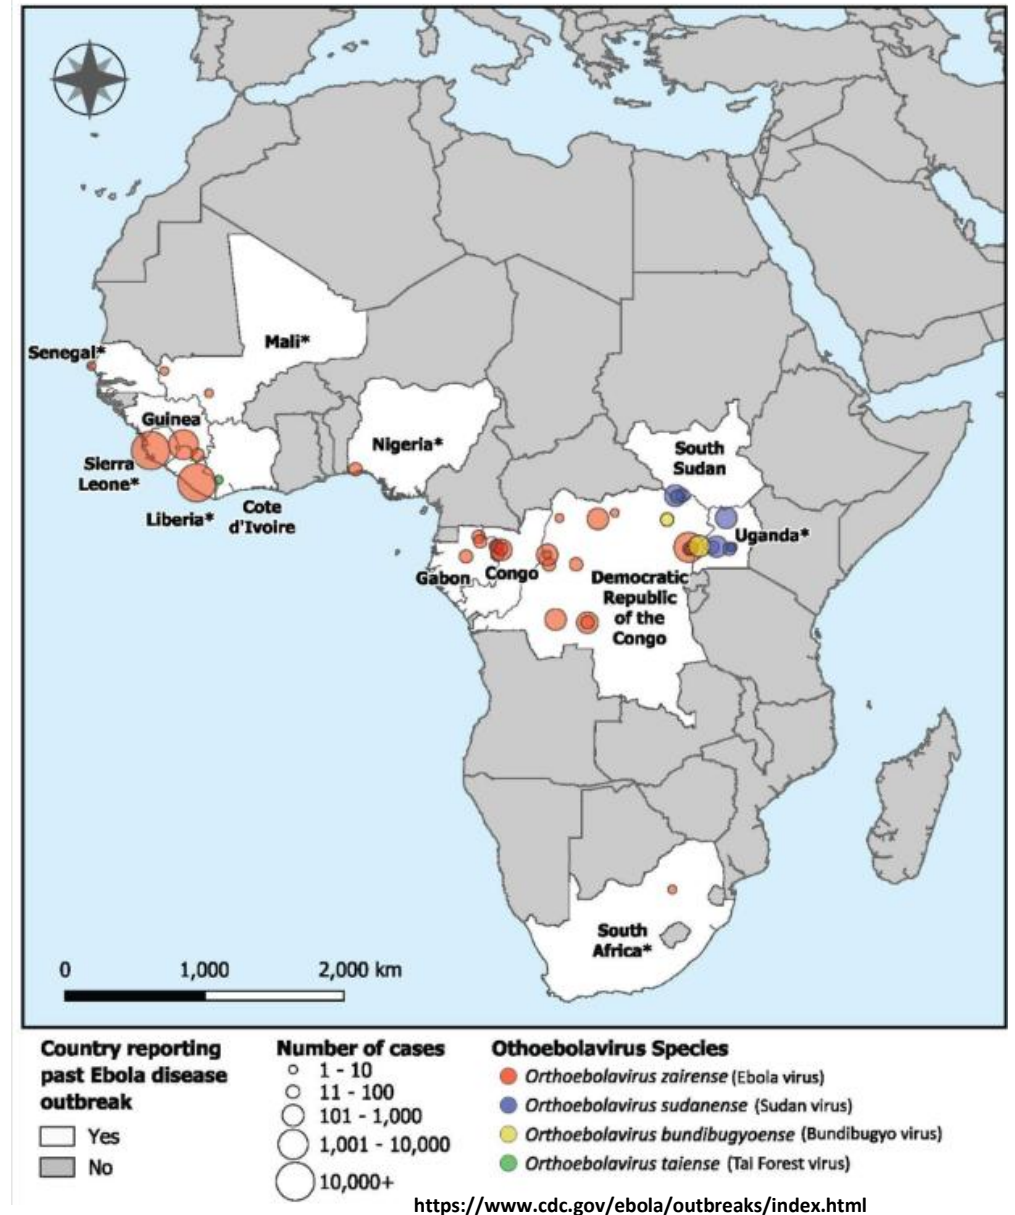 Senegal*
Mali*
Guinea
Nigeria*
South
Sudan
Sierra
Leone*
Liberia*
Cote
d'Ivoire
Uganda*
Gabon
Congo
Democratic
Republic
of the
Congo
South
Africa*
0 1,000 2,000 km
Country reporting
past Ebola disease
outbreak
Yes
No
Number of cases
1 - 10
11 - 100
101 - 1,000
1,001 - 10,000
10,000+
Othoebolavirus Species
Orthoebolavirus zairense (Ebola virus)
Orthoebolavirus sudanense (Sudan virus)
Orthoebolavirus bundibugyoense (Bundibugyo virus)
Orthoebolavirus taiense (Tai Forest virus)
https://www.cdc.gov/ebola/outbreaks/index.html